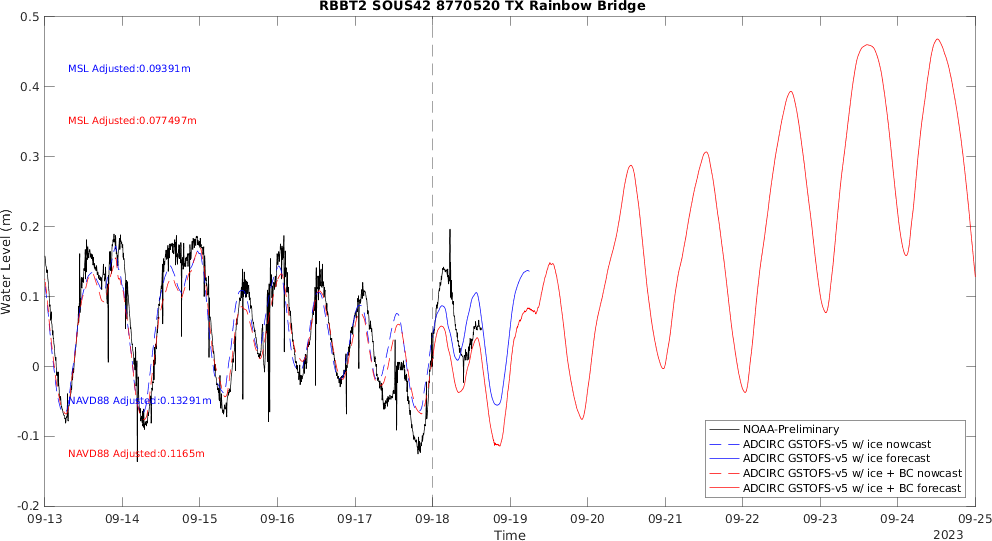 RBBT2 SOUS42 8770520 TX Rainbow Bridge
0.5
0.4
0.3
0.2
0.1
0
-0.1
-0.2
Water Level (m)
MSL Adjusted:0.09391m
MSL Adjusted:0.077497m
NAVD88 Adjusted:0.13291m
NAVD88 Adjusted:0.1165m
NOAA-Preliminary
ADCIRC GSTOFS-v5 w/ ice nowcast
ADCIRC GSTOFS-v5 w/ ice forecast
ADCIRC GSTOFS-v5 w/ ice + BC nowcast
ADCIRC GSTOFS-v5 w/ ice + BC forecast
09-13 09-14 09-15 09-16 09-17 09-18 09-19 09-20 09-21 09-22 09-23 09-24 09-25
Time
2023